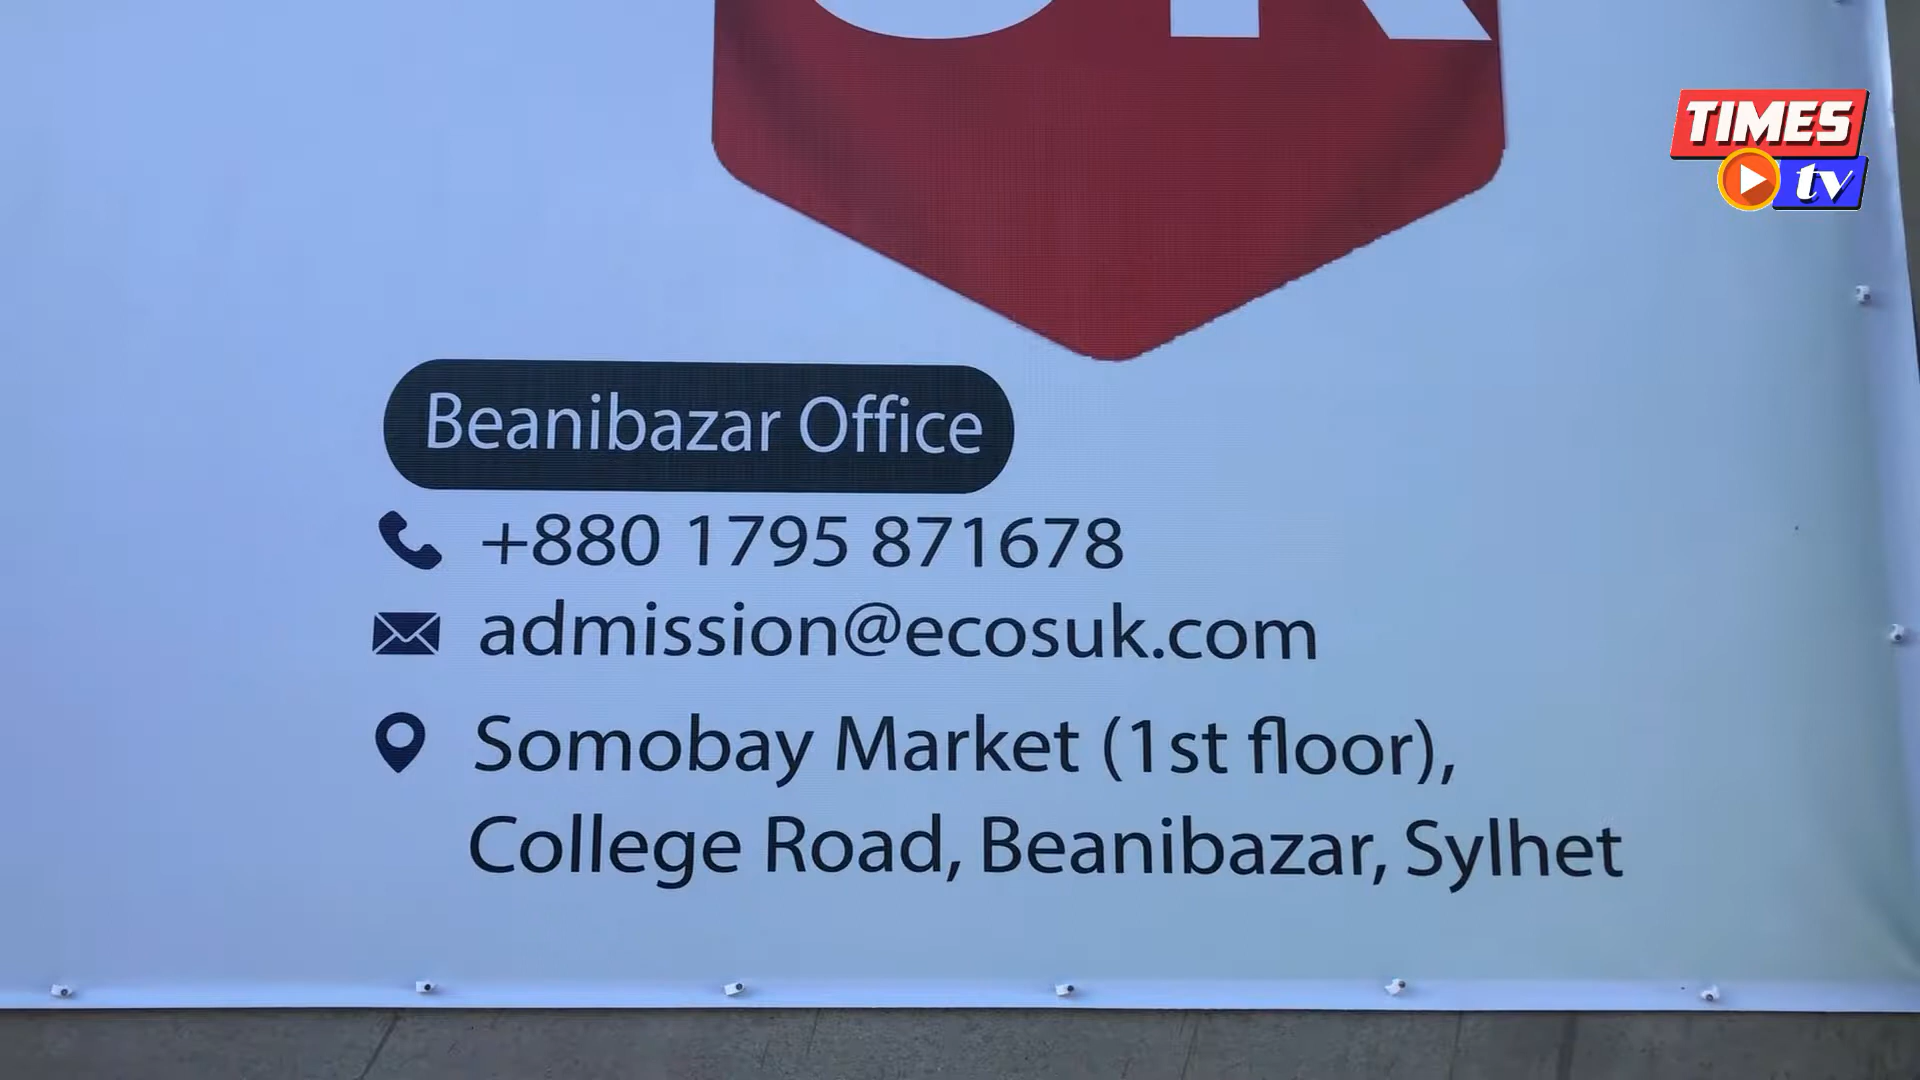 TIMES
tv
Beanibazar Office
+880 1795 871678
admission@ecosuk.com
Somobay Market (1st floor),
College Road, Beanibazar, Sylhet